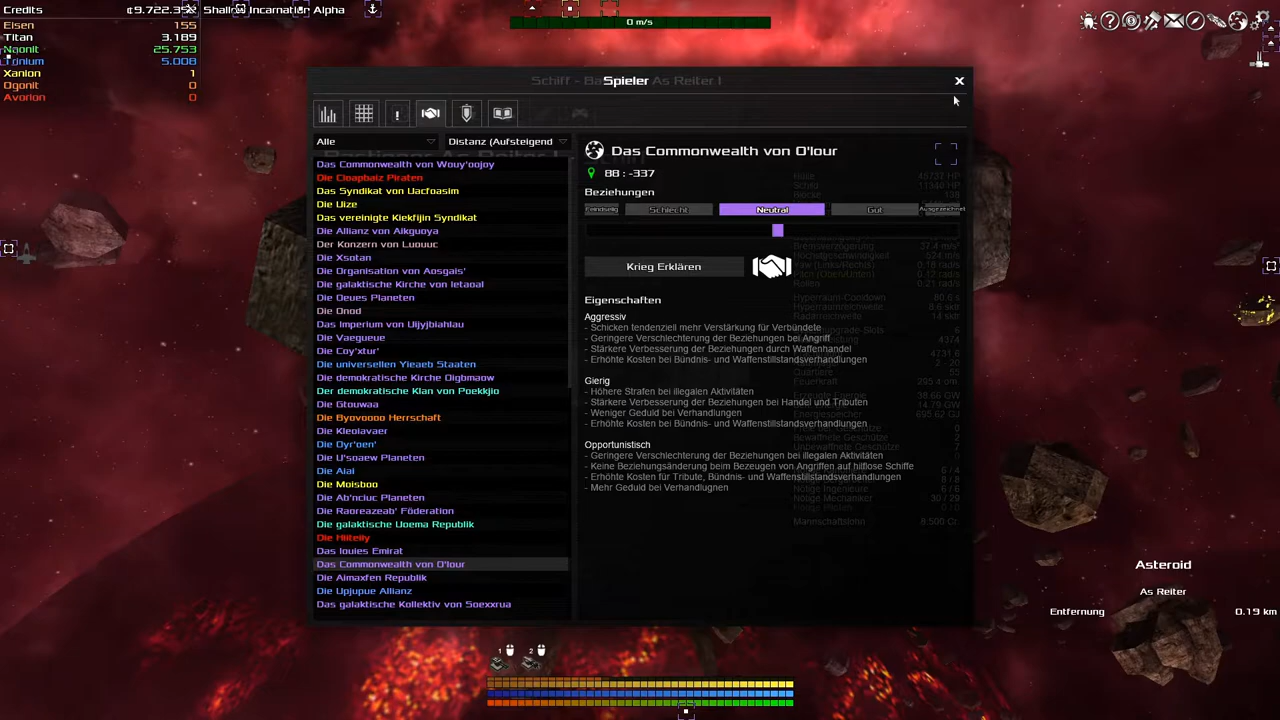 Credits ¢9.722.3
Shallow Incarnation Alpha
Eisen 155
Titan 3.189
Naonit 25.753
Trinium 5.008
Xanion 1
Ogonit 0
Avorion 0
0 m/s
Spieler
Alle
Distanz (Aufsteigend
Das Commonwealth von Wouy'oojoy
Die Cloapbaiz Piraten
Das Syndikat von Uacfoasim
Die Uize
Das vereinigte Kiekfijin Syndikat
Die Allianz von Aikguoya
Der Konzern von Luouuc
Die Xsotan
Die Organisation von Aosgais'
Die galaktische Kirche von Ietaoal
Die Oeues Planeten
Die Onod
Das Imperium von Uijyjbiahlau
Die Vaegueue
Die Coy'xtur'
Die universellen Yieaeb Staaten
Die demokratische Kirche Oigbmaow
Der demokratische Klan von Poekkjio
Die Gtouwaa
Die Byovoooo Herrschaft
Die Kleolavaer
Die Oyr'oen'
Die U'soaew Planeten
Die Aiai
Die Moisboo
Die Ab'ncluc Planeten
Die Raoreazeab' Föderation
Die galaktische Uoema Republik
Die Hiiteiiy
Das Iouies Emirat
Das Commonwealth von O'lour
Die Aimaxfen Republik
Die Upjupue Allianz
Das galaktische Kollektiv von Soexxrua
Das Commonwealth von O'lour
88 : -337
Beziehungen
Feindselig Schlecht Neutral Gut Ausgezeichnet
Krieg Erklären
Eigenschaften
Aggressiv
- Schicken tendenziell mehr Verstärkung für Verbündete
- Geringere Verschlechterung der Beziehungen bei Angriff
- Stärkere Verbesserung der Beziehungen durch Waffenhandel
- Erhöhte Kosten bei Bündnis- und Waffenstillstandsverhandlungen
Gierig
- Höhere Strafen bei illegalen Aktivitäten
- Stärkere Verbesserung der Beziehungen bei Handel und Tributen
- Weniger Geduld bei Verhandlungen
- Erhöhte Kosten bei Bündnis- und Waffenstillstandsverhandlungen
Opportunistisch
- Geringere Verschlechterung der Beziehungen bei illegalen Aktivitäten
- Keine Beziehungsänderung beim Bezeugen von Angriffen auf hilflose Schiffe
- Erhöhte Kosten für Tribute, Bündnis- und Waffenstillstandsverhandlungen
- Mehr Geduld bei Verhandlugnen
Asteroid
As Reiter
Entfernung 0.19 km
1 2